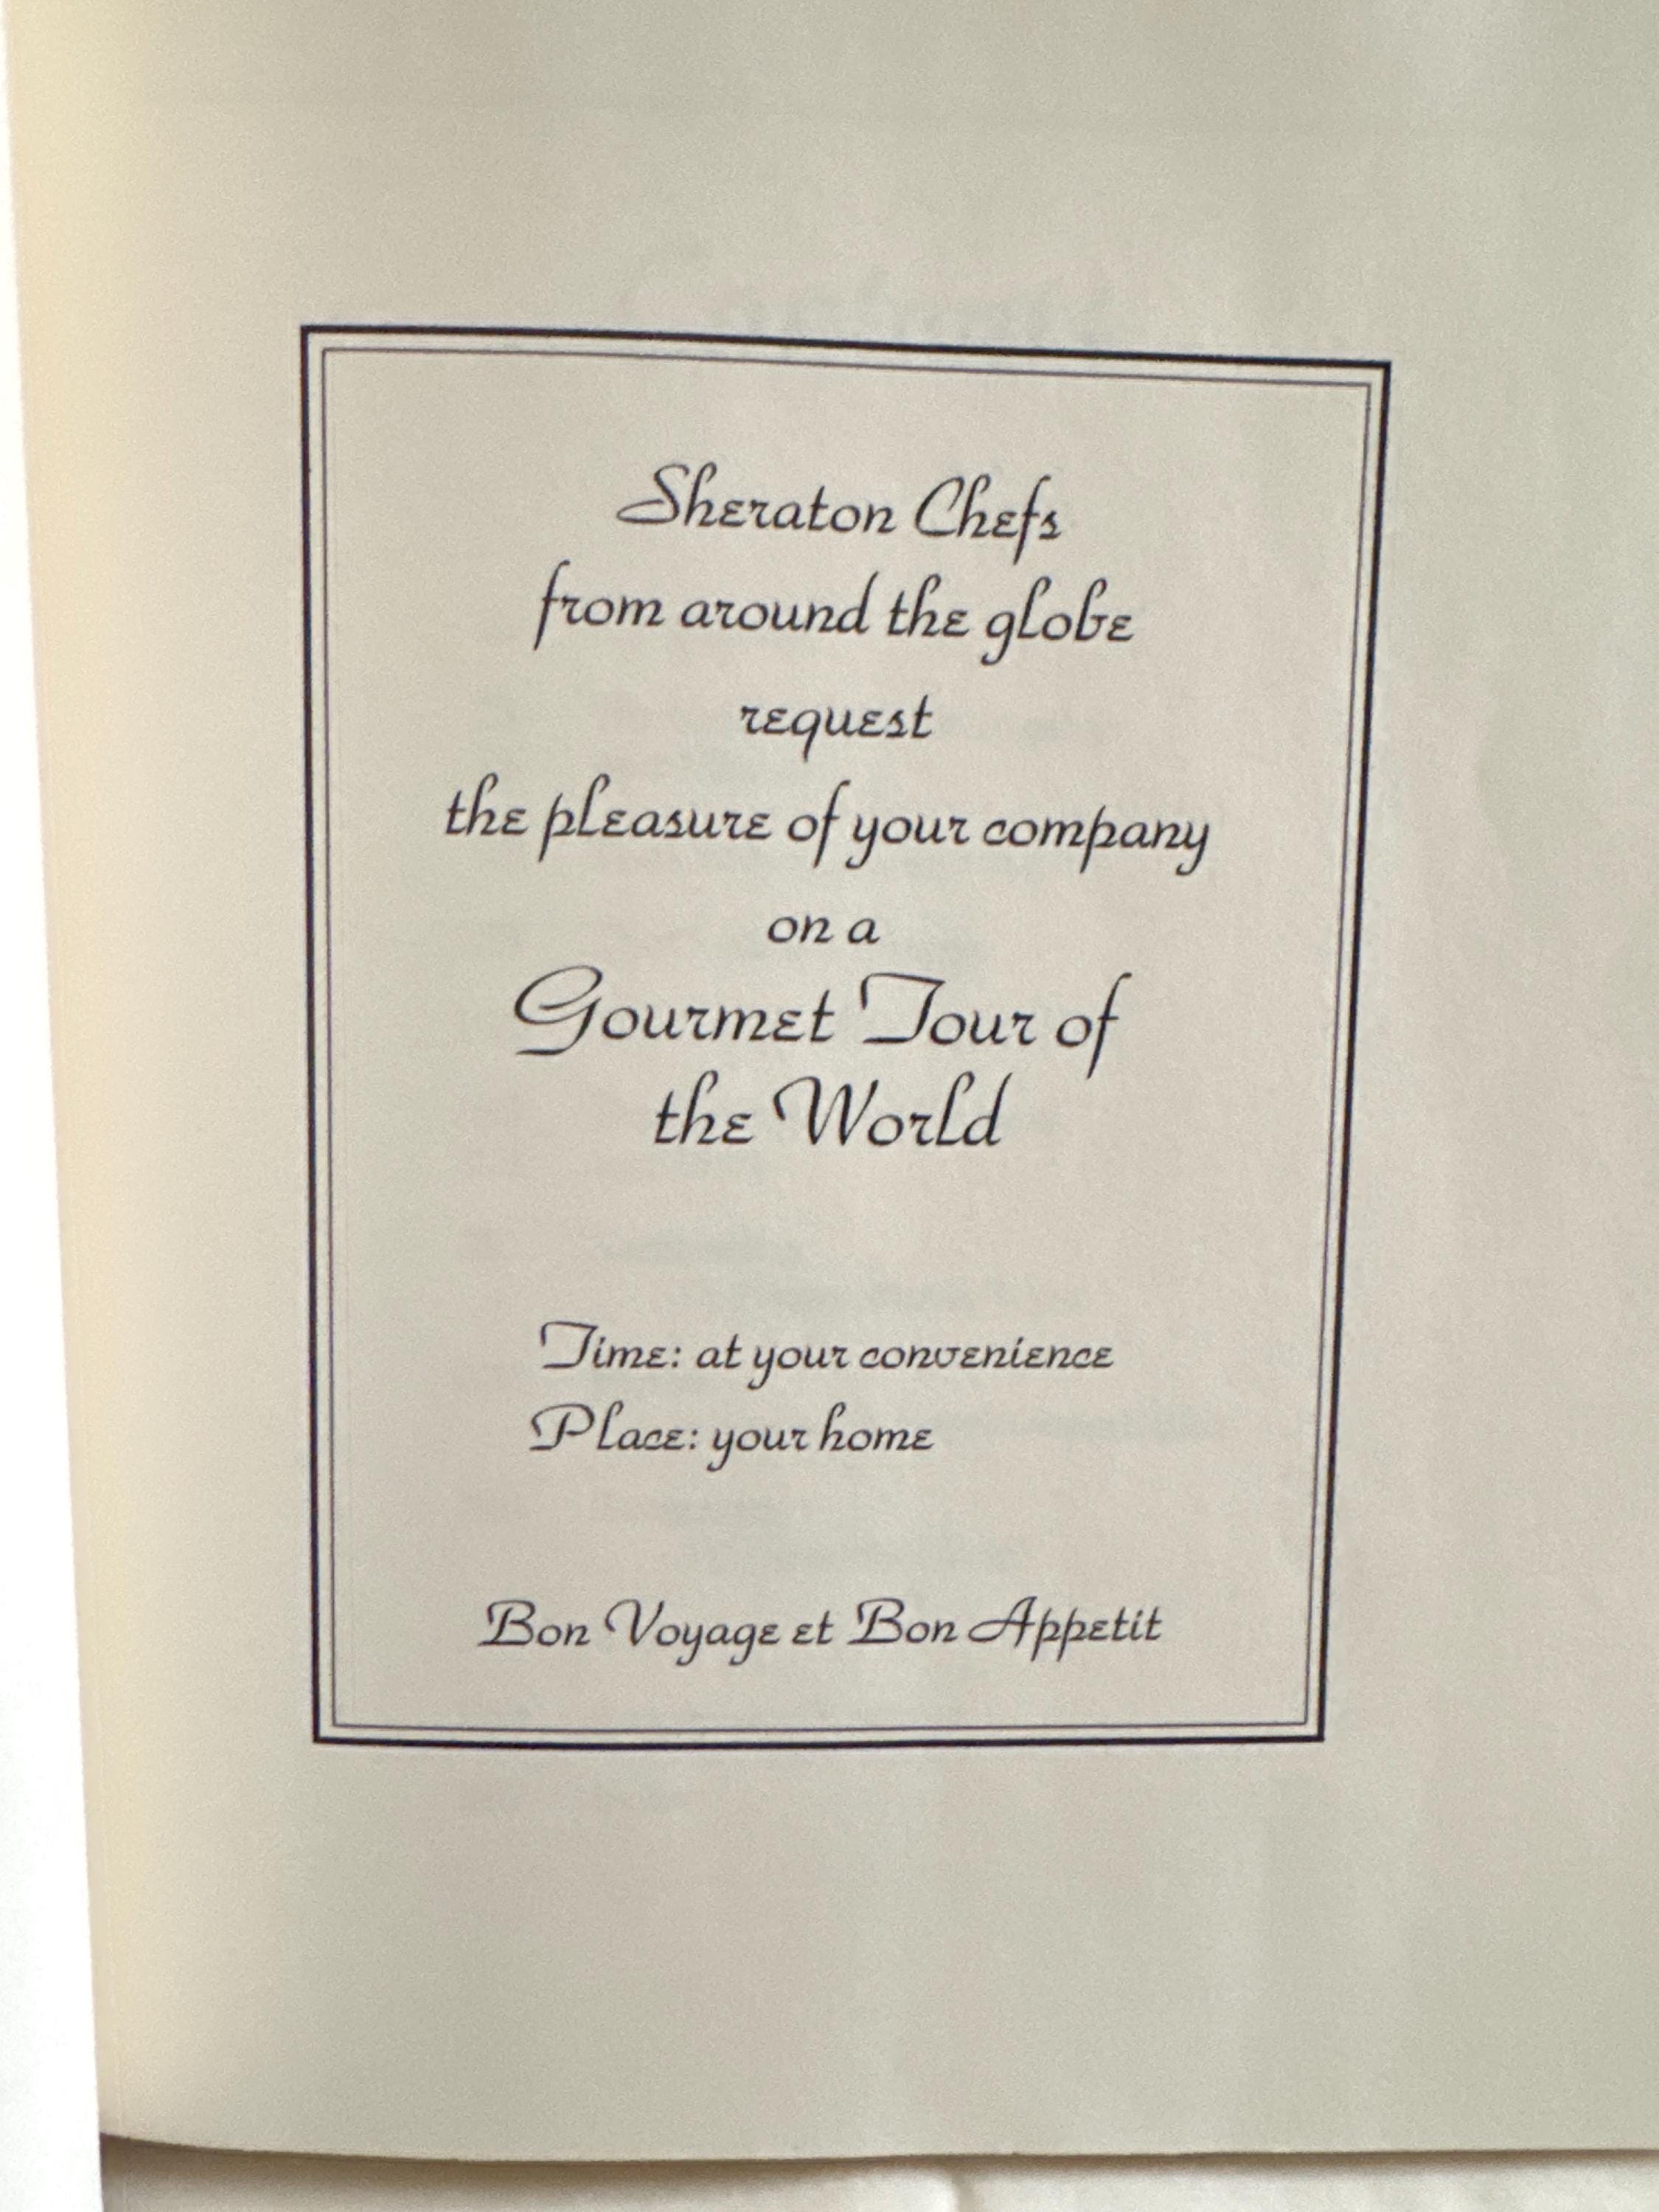 Sheraton Chefs
from around the globe
request
the pleasure of your company
on a
Gourmet Tour of
the World
Time: at your convenience
Place: your home
Bon Voyage et Bon Appetit